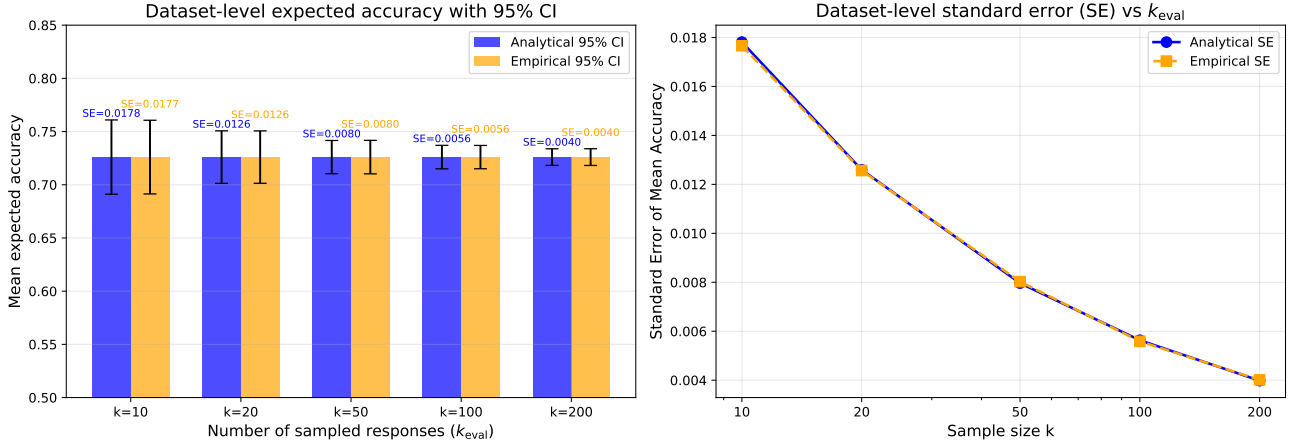 Dataset-level expected accuracy with 95% CI
Mean expected accuracy
0.85
0.80
0.75
0.70
0.65
0.60
0.55
0.50
Analytical 95% CI
Empirical 95% CI
SE=0.0178
SE=0.0177
SE=0.0126
SE=0.0126
SE=0.0080
SE=0.0080
SE=0.0056
SE=0.0056
SE=0.0040
SE=0.0040
k=10
k=20
k=50
k=100
k=200
Number of sampled responses (k_eval)
Dataset-level standard error (SE) vs k_eval
Standard Error of Mean Accuracy
0.018
0.016
0.014
0.012
0.010
0.008
0.006
0.004
Analytical SE
Empirical SE
10
20
50
100
200
Sample size k